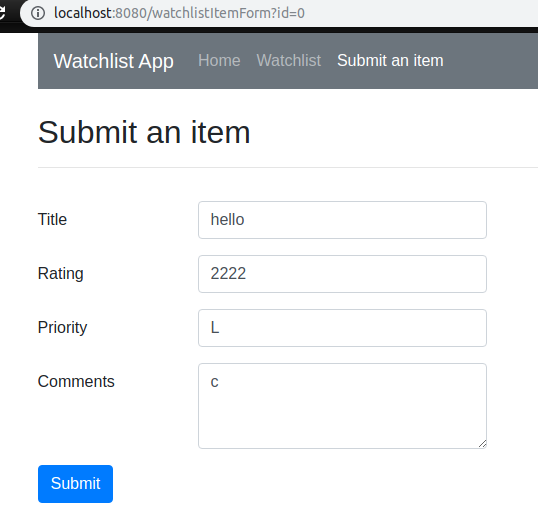 localhost:8080/watchlistItemForm?id=0
Watchlist App Home Watchlist Submit an item
Submit an item
Title hello
Rating 2222
Priority L
Comments c
Submit